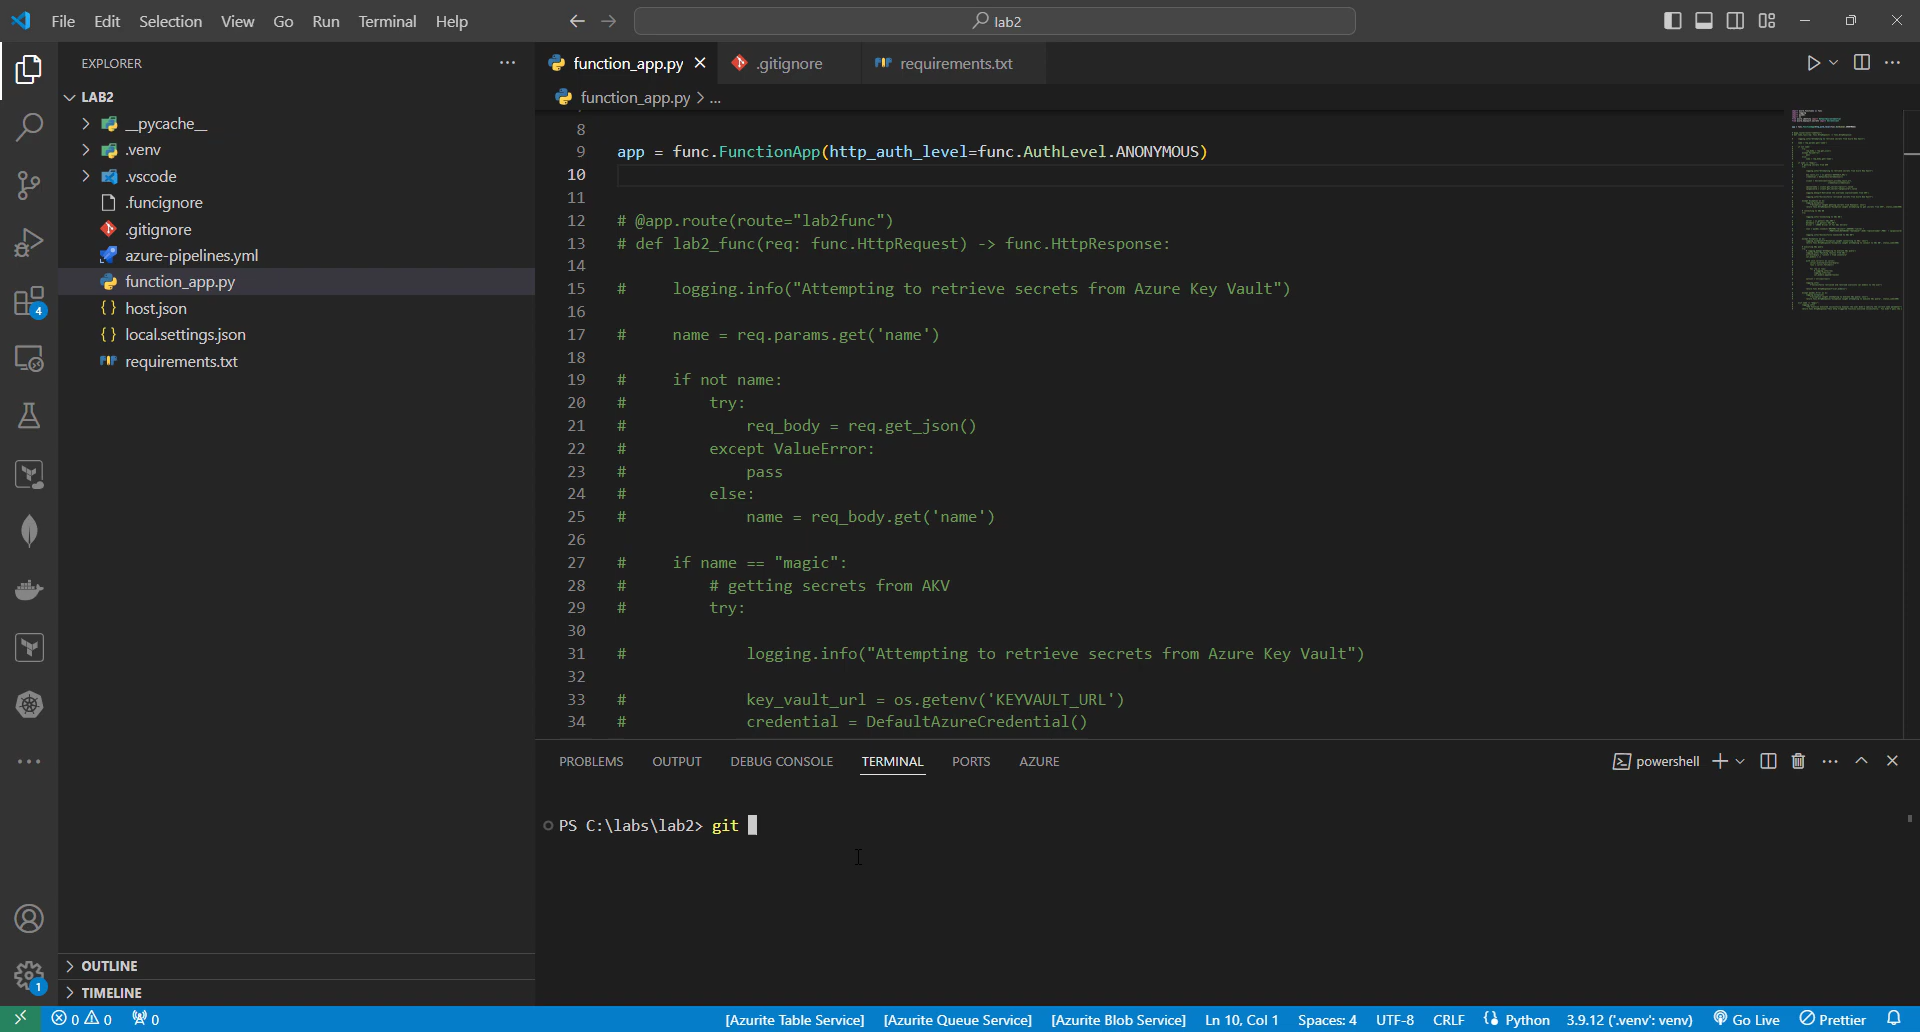 File Edit Selection View Go Run Terminal Help
lab2
EXPLORER
LAB2
__pycache__
.venv
.vscode
.funcignore
.gitignore
azure-pipelines.yml
function_app.py
host.json
local.settings.json
requirements.txt
OUTLINE
TIMELINE
4
1
function_app.py .gitignore requirements.txt
function_app.py > ...
8
9 app = func.FunctionApp(http_auth_level=func.AuthLevel.ANONYMOUS)
10
11
12 # @app.route(route="lab2func")
13 # def lab2_func(req: func.HttpRequest) -> func.HttpResponse:
14
15 #     logging.info("Attempting to retrieve secrets from Azure Key Vault")
16
17 #     name = req.params.get('name')
18
19 #     if not name:
20 #         try:
21 #             req_body = req.get_json()
22 #         except ValueError:
23 #             pass
24 #         else:
25 #             name = req_body.get('name')
26
27 #     if name == "magic":
28 #         # getting secrets from AKV
29 #         try:
30
31 #             logging.info("Attempting to retrieve secrets from Azure Key Vault")
32
33 #             key_vault_url = os.getenv('KEYVAULT_URL')
34 #             credential = DefaultAzureCredential()
PROBLEMS OUTPUT DEBUG CONSOLE TERMINAL PORTS AZURE
powershell
PS C:\labs\lab2> git
0 0 0
[Azurite Table Service] [Azurite Queue Service] [Azurite Blob Service] Ln 10, Col 1 Spaces: 4 UTF-8 CRLF Python 3.9.12 ('.venv': venv) Go Live Prettier